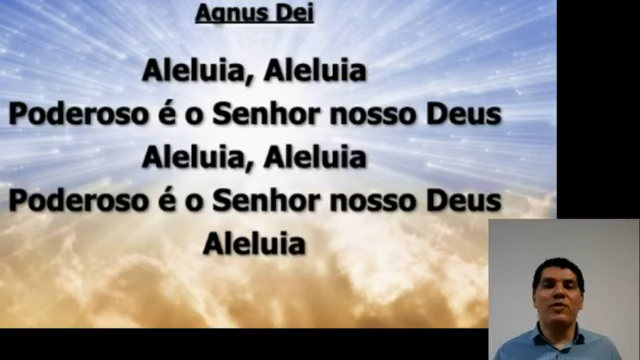 Agnus Dei
Aleluia, Aleluia
Poderoso é o Senhor nosso Deus
Aleluia, Aleluia
Poderoso é o Senhor nosso Deus
Aleluia